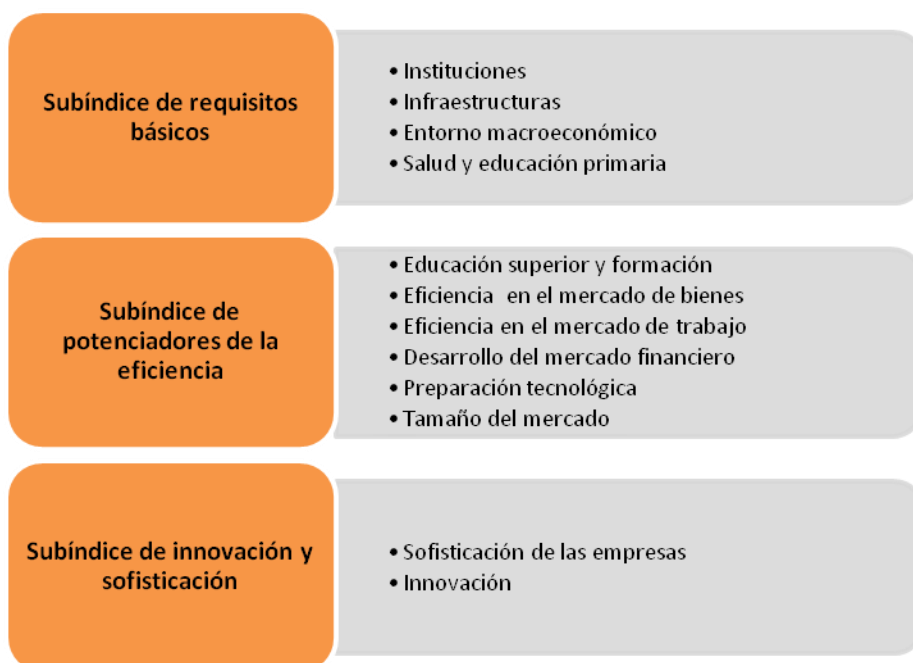 Subíndice de requisitos
básicos
• Instituciones
• Infraestructuras
• Entorno macroeconómico
• Salud y educación primaria
Subíndice de
potenciadores de la
eficiencia
• Educación superior y formación
• Eficiencia en el mercado de bienes
• Eficiencia en el mercado de trabajo
• Desarrollo del mercado financiero
• Preparación tecnológica
• Tamaño del mercado
Subíndice de innovación y
sofisticación
• Sofisticación de las empresas
• Innovación